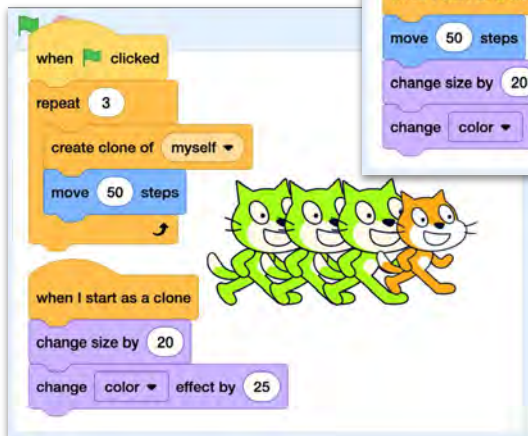 when clicked
repeat 3
create clone of myself
move 50 steps
when I start as a clone
change size by 20
change color effect by 25
move 50 steps
change size by 20
change color